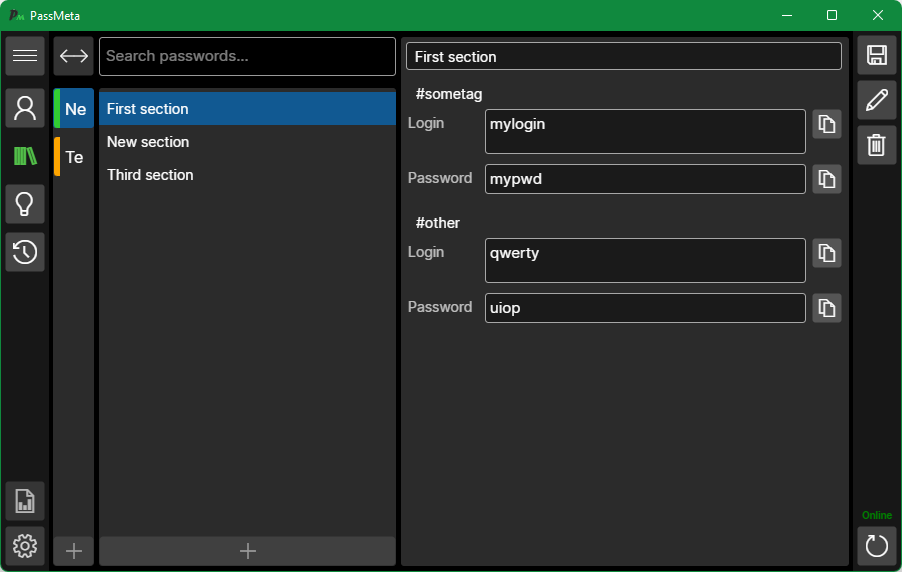 PassMeta
Search passwords...
Ne
Te
First section
New section
Third section
First section
#sometag
Login
mylogin
Password
mypwd
#other
Login
qwerty
Password
uiop
Online